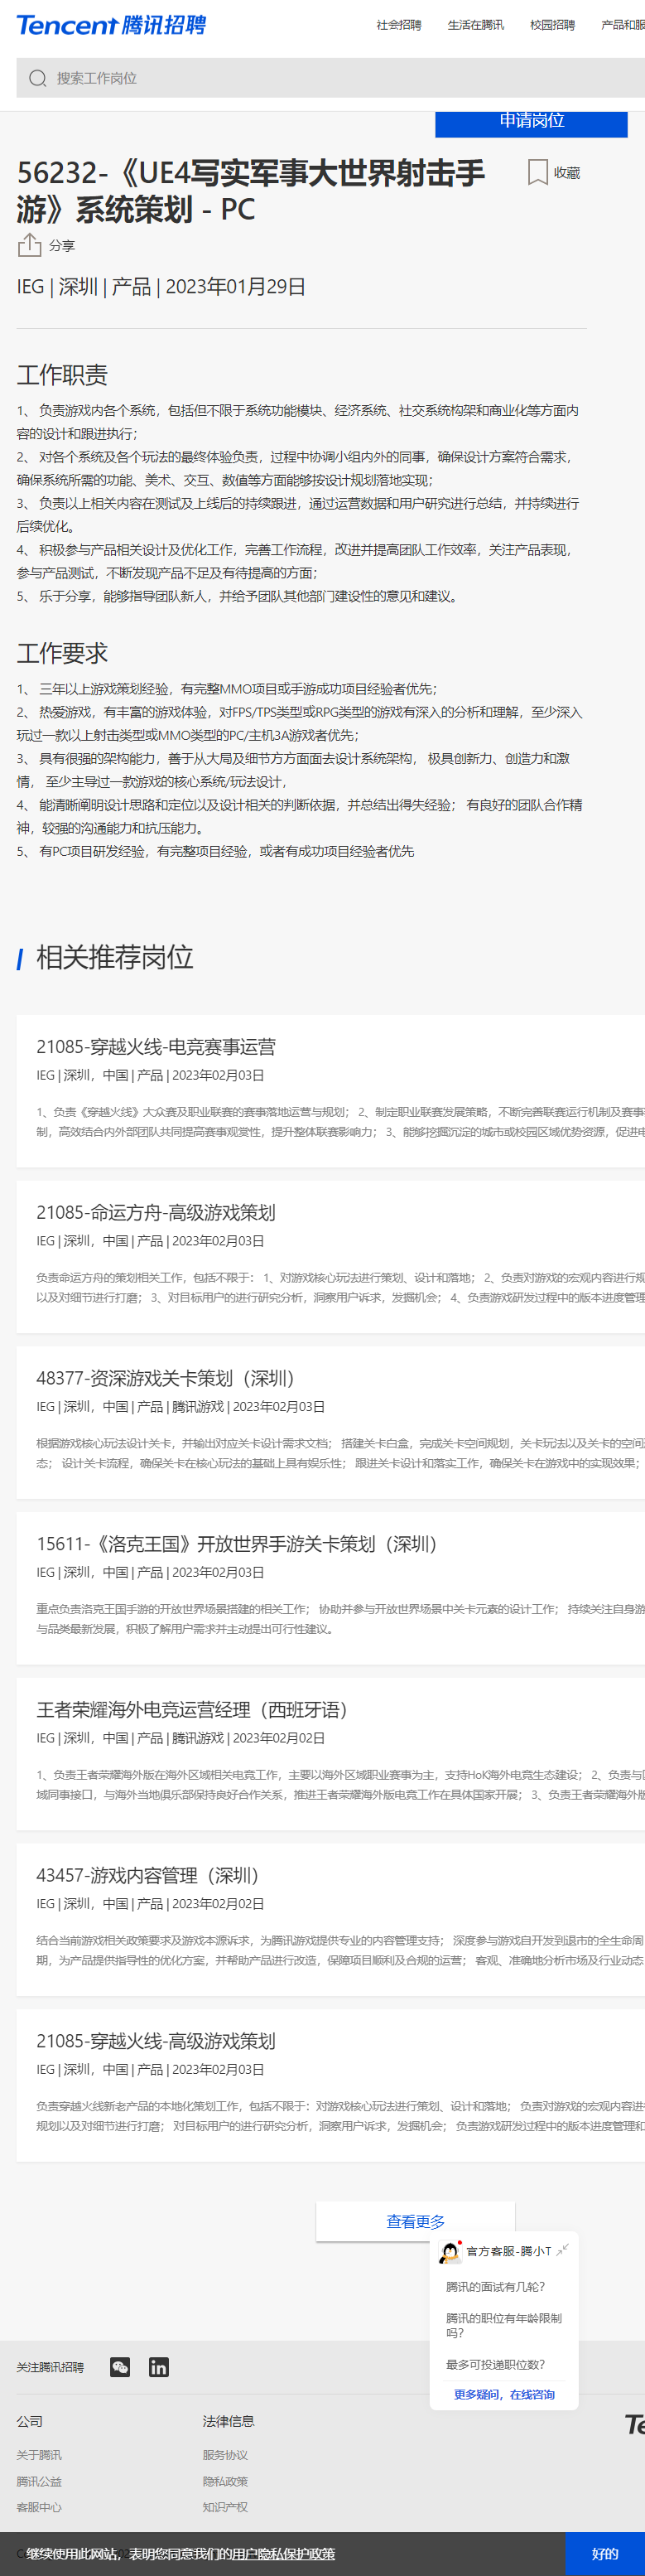 Tencent 腾讯招聘
社会招聘 生活在腾讯 校园招聘 产品和服
搜索工作岗位
申请岗位
56232-《UE4写实军事大世界射击手
游》系统策划 - PC
收藏
分享
IEG | 深圳 | 产品 | 2023年01月29日
工作职责
1、 负责游戏内各个系统，包括但不限于系统功能模块、经济系统、社交系统构架和商业化等方面内
容的设计和跟进执行；
2、 对各个系统及各个玩法的最终体验负责，过程中协调小组内外的同事，确保设计方案符合需求，
确保系统所需的功能、美术、交互、数值等方面能够按设计规划落地实现；
3、 负责以上相关内容在测试及上线后的持续跟进，通过运营数据和用户研究进行总结，并持续进行
后续优化。
4、 积极参与产品相关设计及优化工作，完善工作流程，改进并提高团队工作效率，关注产品表现，
参与产品测试，不断发现产品不足及有待提高的方面；
5、 乐于分享，能够指导团队新人，并给予团队其他部门建设性的意见和建议。
工作要求
1、 三年以上游戏策划经验，有完整MMO项目或手游成功项目经验者优先；
2、 热爱游戏，有丰富的游戏体验，对FPS/TPS类型或RPG类型的游戏有深入的分析和理解，至少深入
玩过一款以上射击类型或MMO类型的PC/主机3A游戏者优先；
3、 具有很强的架构能力，善于从大局及细节方方面面去设计系统架构， 极具创新力、创造力和激
情， 至少主导过一款游戏的核心系统/玩法设计，
4、 能清晰阐明设计思路和定位以及设计相关的判断依据，并总结出得失经验； 有良好的团队合作精
神，较强的沟通能力和抗压能力。
5、 有PC项目研发经验，有完整项目经验，或者有成功项目经验者优先
相关推荐岗位
21085-穿越火线-电竞赛事运营
IEG | 深圳，中国 | 产品 | 2023年02月03日
1、负责《穿越火线》大众赛及职业联赛的赛事落地运营与规划； 2、制定职业联赛发展策略，不断完善联赛运行机制及赛事
制，高效结合内外部团队共同提高赛事观赏性，提升整体联赛影响力； 3、能够挖掘沉淀的城市或校园区域优势资源，促进电
21085-命运方舟-高级游戏策划
IEG | 深圳，中国 | 产品 | 2023年02月03日
负责命运方舟的策划相关工作，包括不限于： 1、对游戏核心玩法进行策划、设计和落地； 2、负责对游戏的宏观内容进行规
以及对细节进行打磨； 3、对目标用户的进行研究分析，洞察用户诉求，发掘机会； 4、负责游戏研发过程中的版本进度管理
48377-资深游戏关卡策划（深圳）
IEG | 深圳，中国 | 产品 | 腾讯游戏 | 2023年02月03日
根据游戏核心玩法设计关卡，并输出对应关卡设计需求文档； 搭建关卡白盒，完成关卡空间规划，关卡玩法以及关卡的空间
态； 设计关卡流程，确保关卡在核心玩法的基础上具有娱乐性； 跟进关卡设计和落实工作，确保关卡在游戏中的实现效果；
15611-《洛克王国》开放世界手游关卡策划（深圳）
IEG | 深圳，中国 | 产品 | 2023年02月03日
重点负责洛克王国手游的开放世界场景搭建的相关工作； 协助并参与开放世界场景中关卡元素的设计工作； 持续关注自身游
与品类最新发展，积极了解用户需求并主动提出可行性建议。
王者荣耀海外电竞运营经理（西班牙语）
IEG | 深圳，中国 | 产品 | 腾讯游戏 | 2023年02月02日
1、负责王者荣耀海外版在海外区域相关电竞工作，主要以海外区域职业赛事为主，支持HoK海外电竞生态建设； 2、负责与
域同事接口，与海外当地俱乐部保持良好合作关系，推进王者荣耀海外版电竞工作在具体国家开展； 3、负责王者荣耀海外版
43457-游戏内容管理（深圳）
IEG | 深圳，中国 | 产品 | 2023年02月02日
结合当前游戏相关政策要求及游戏本源诉求，为腾讯游戏提供专业的内容管理支持； 深度参与游戏自开发到退市的全生命周
期，为产品提供指导性的优化方案，并帮助产品进行改造，保障项目顺利及合规的运营； 客观、准确地分析市场及行业动态
21085-穿越火线-高级游戏策划
IEG | 深圳，中国 | 产品 | 2023年02月03日
负责穿越火线新老产品的本地化策划工作，包括不限于：对游戏核心玩法进行策划、设计和落地； 负责对游戏的宏观内容进行
规划以及对细节进行打磨； 对目标用户的进行研究分析，洞察用户诉求，发掘机会； 负责游戏研发过程中的版本进度管理和
查看更多
官方客服-腾小T
腾讯的面试有几轮？
腾讯的职位有年龄限制
吗？
最多可投递职位数？
更多疑问，在线咨询
关注腾讯招聘
公司 法律信息
Tenc
关于腾讯 服务协议
腾讯公益 隐私政策
客服中心 知识产权
继续使用此网站，表明您同意我们的用户隐私保护政策
好的